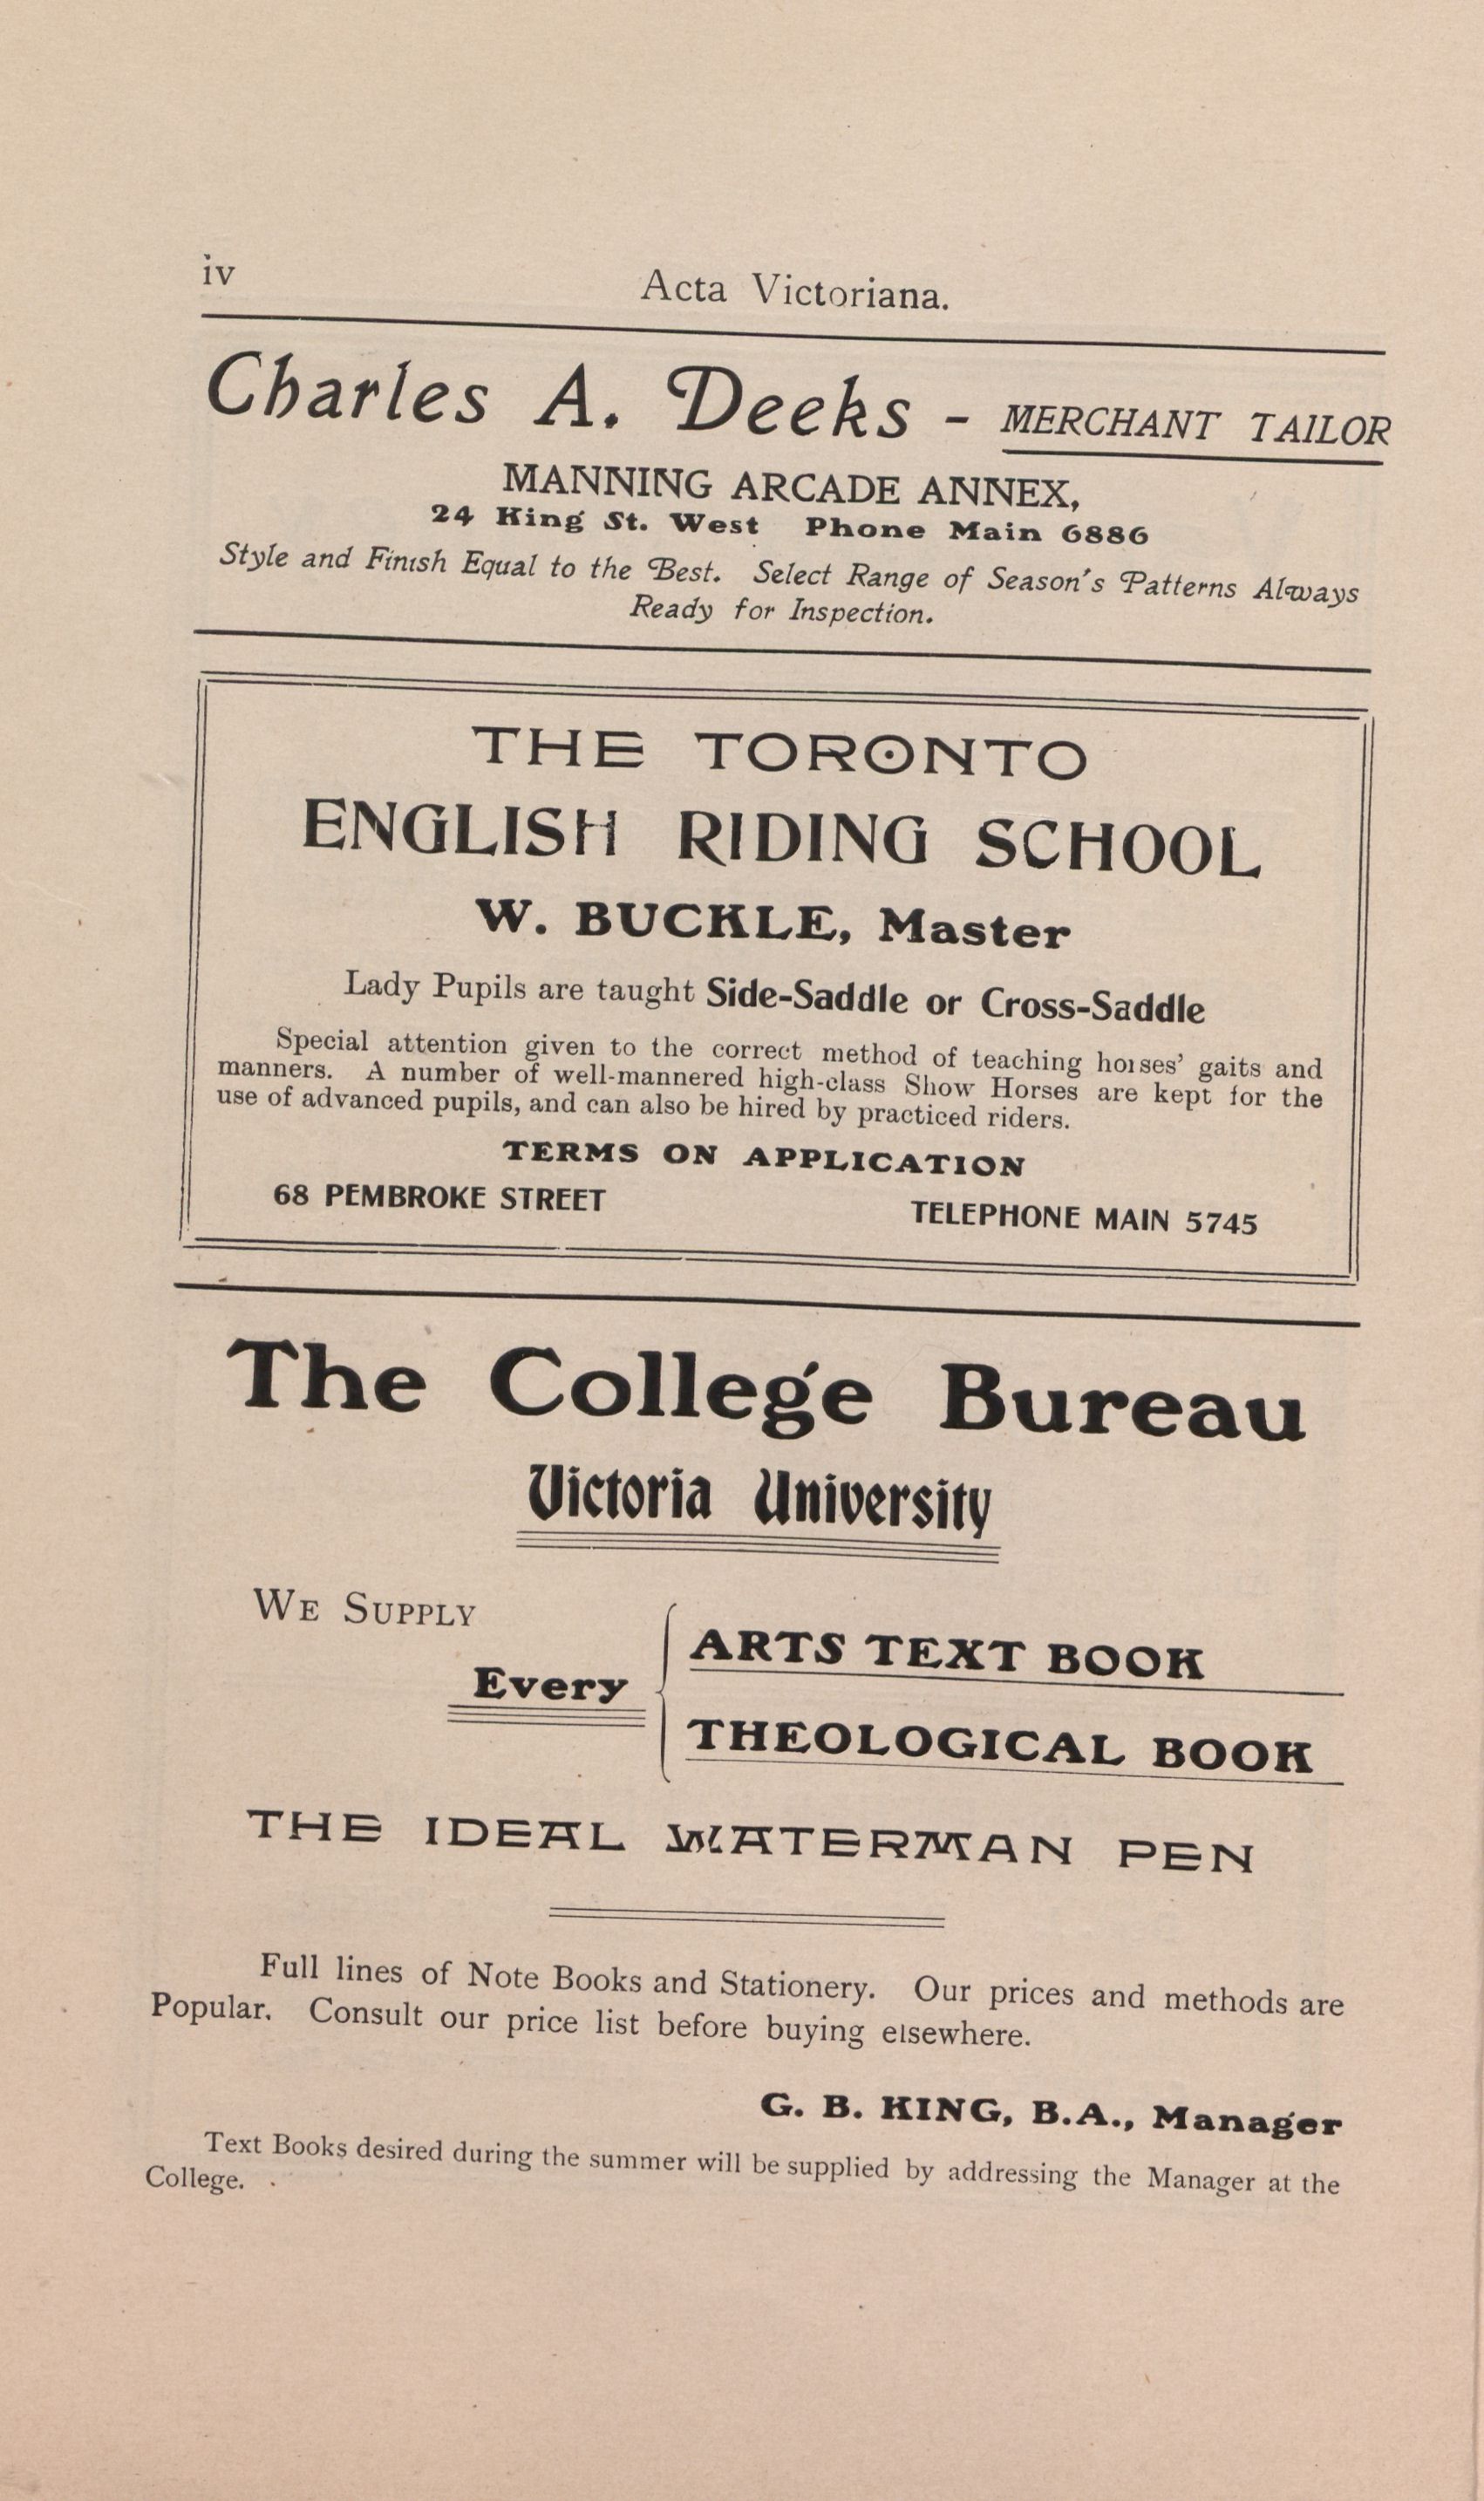 iv
Acta Victoriana.
Charles A. Deeks - MERCHANT TAILOR
MANNING ARCADE ANNEX,
24 King St. West Phone Main 6886
Style and Finish Equal to the Best. Select Range of Season's Patterns Always
Ready for Inspection.
THE TORONTO
ENGLISH RIDING SCHOOL
W. BUCKLE, Master
Lady Pupils are taught Side-Saddle or Cross-Saddle
Special attention given to the correct method of teaching horses' gaits and
manners. A number of well-mannered high-class Show Horses are kept for the
use of advanced pupils, and can also be hired by practiced riders.
TERMS ON APPLICATION
68 PEMBROKE STREET TELEPHONE MAIN 5745
The College Bureau
Victoria University
WE SUPPLY
Every
ARTS TEXT BOOK
THEOLOGICAL BOOK
THE IDEAL WATERMAN PEN
Full lines of Note Books and Stationery. Our prices and methods are
Popular. Consult our price list before buying elsewhere.
G. B. KING, B.A., Manager
Text Books desired during the summer will be supplied by addressing the Manager at the
College.